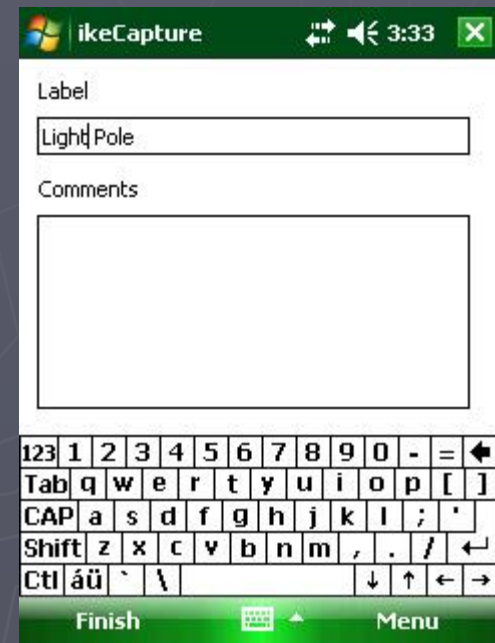 ikeCapture 3:33
Label
Light Pole
Comments
123 1 2 3 4 5 6 7 8 9 0 - =
Tab q w e r t y u i o p [ ]
CAP a s d f g h j k l ; '
Shift z x c v b n m , . /
Ctl áü ` \ ↓ ↑ ← →
Finish Menu